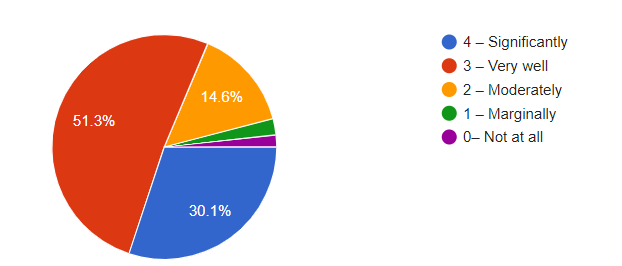 4 – Significantly
3 – Very well
2 – Moderately
1 – Marginally
0– Not at all
51.3%
14.6%
30.1%